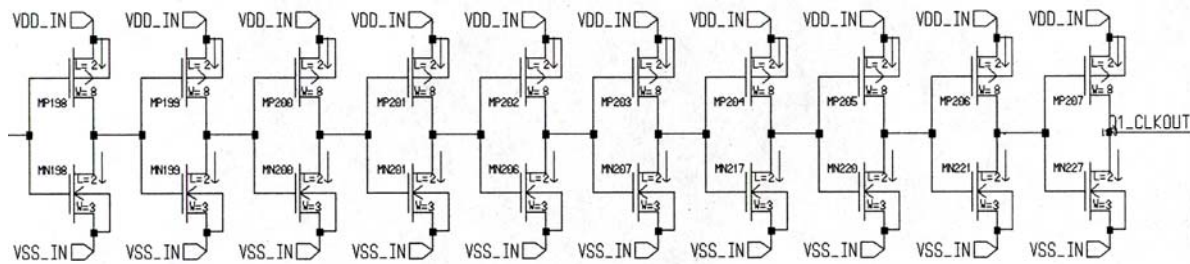 VDD_IN VDD_IN VDD_IN VDD_IN VDD_IN VDD_IN VDD_IN VDD_IN VDD_IN VDD_IN
L=2 L=2 L=2 L=2 L=2 L=2 L=2 L=2 L=2 L=2
W=8 W=8 W=8 W=8 W=8 W=8 W=8 W=8 W=8 W=8
MP198 MP199 MP200 MP201 MP202 MP203 MP204 MP205 MP206 MP207
D1_CLKOUT
MN198 MN199 MN200 MN201 MN206 MN207 MN217 MN220 MN221 MN227
L=2 L=2 L=2 L=2 L=2 L=2 L=2 L=2 L=2 L=2
W=3 W=3 W=3 W=3 W=3 W=3 W=3 W=3 W=3 W=3
VSS_IN VSS_IN VSS_IN VSS_IN VSS_IN VSS_IN VSS_IN VSS_IN VSS_IN VSS_IN